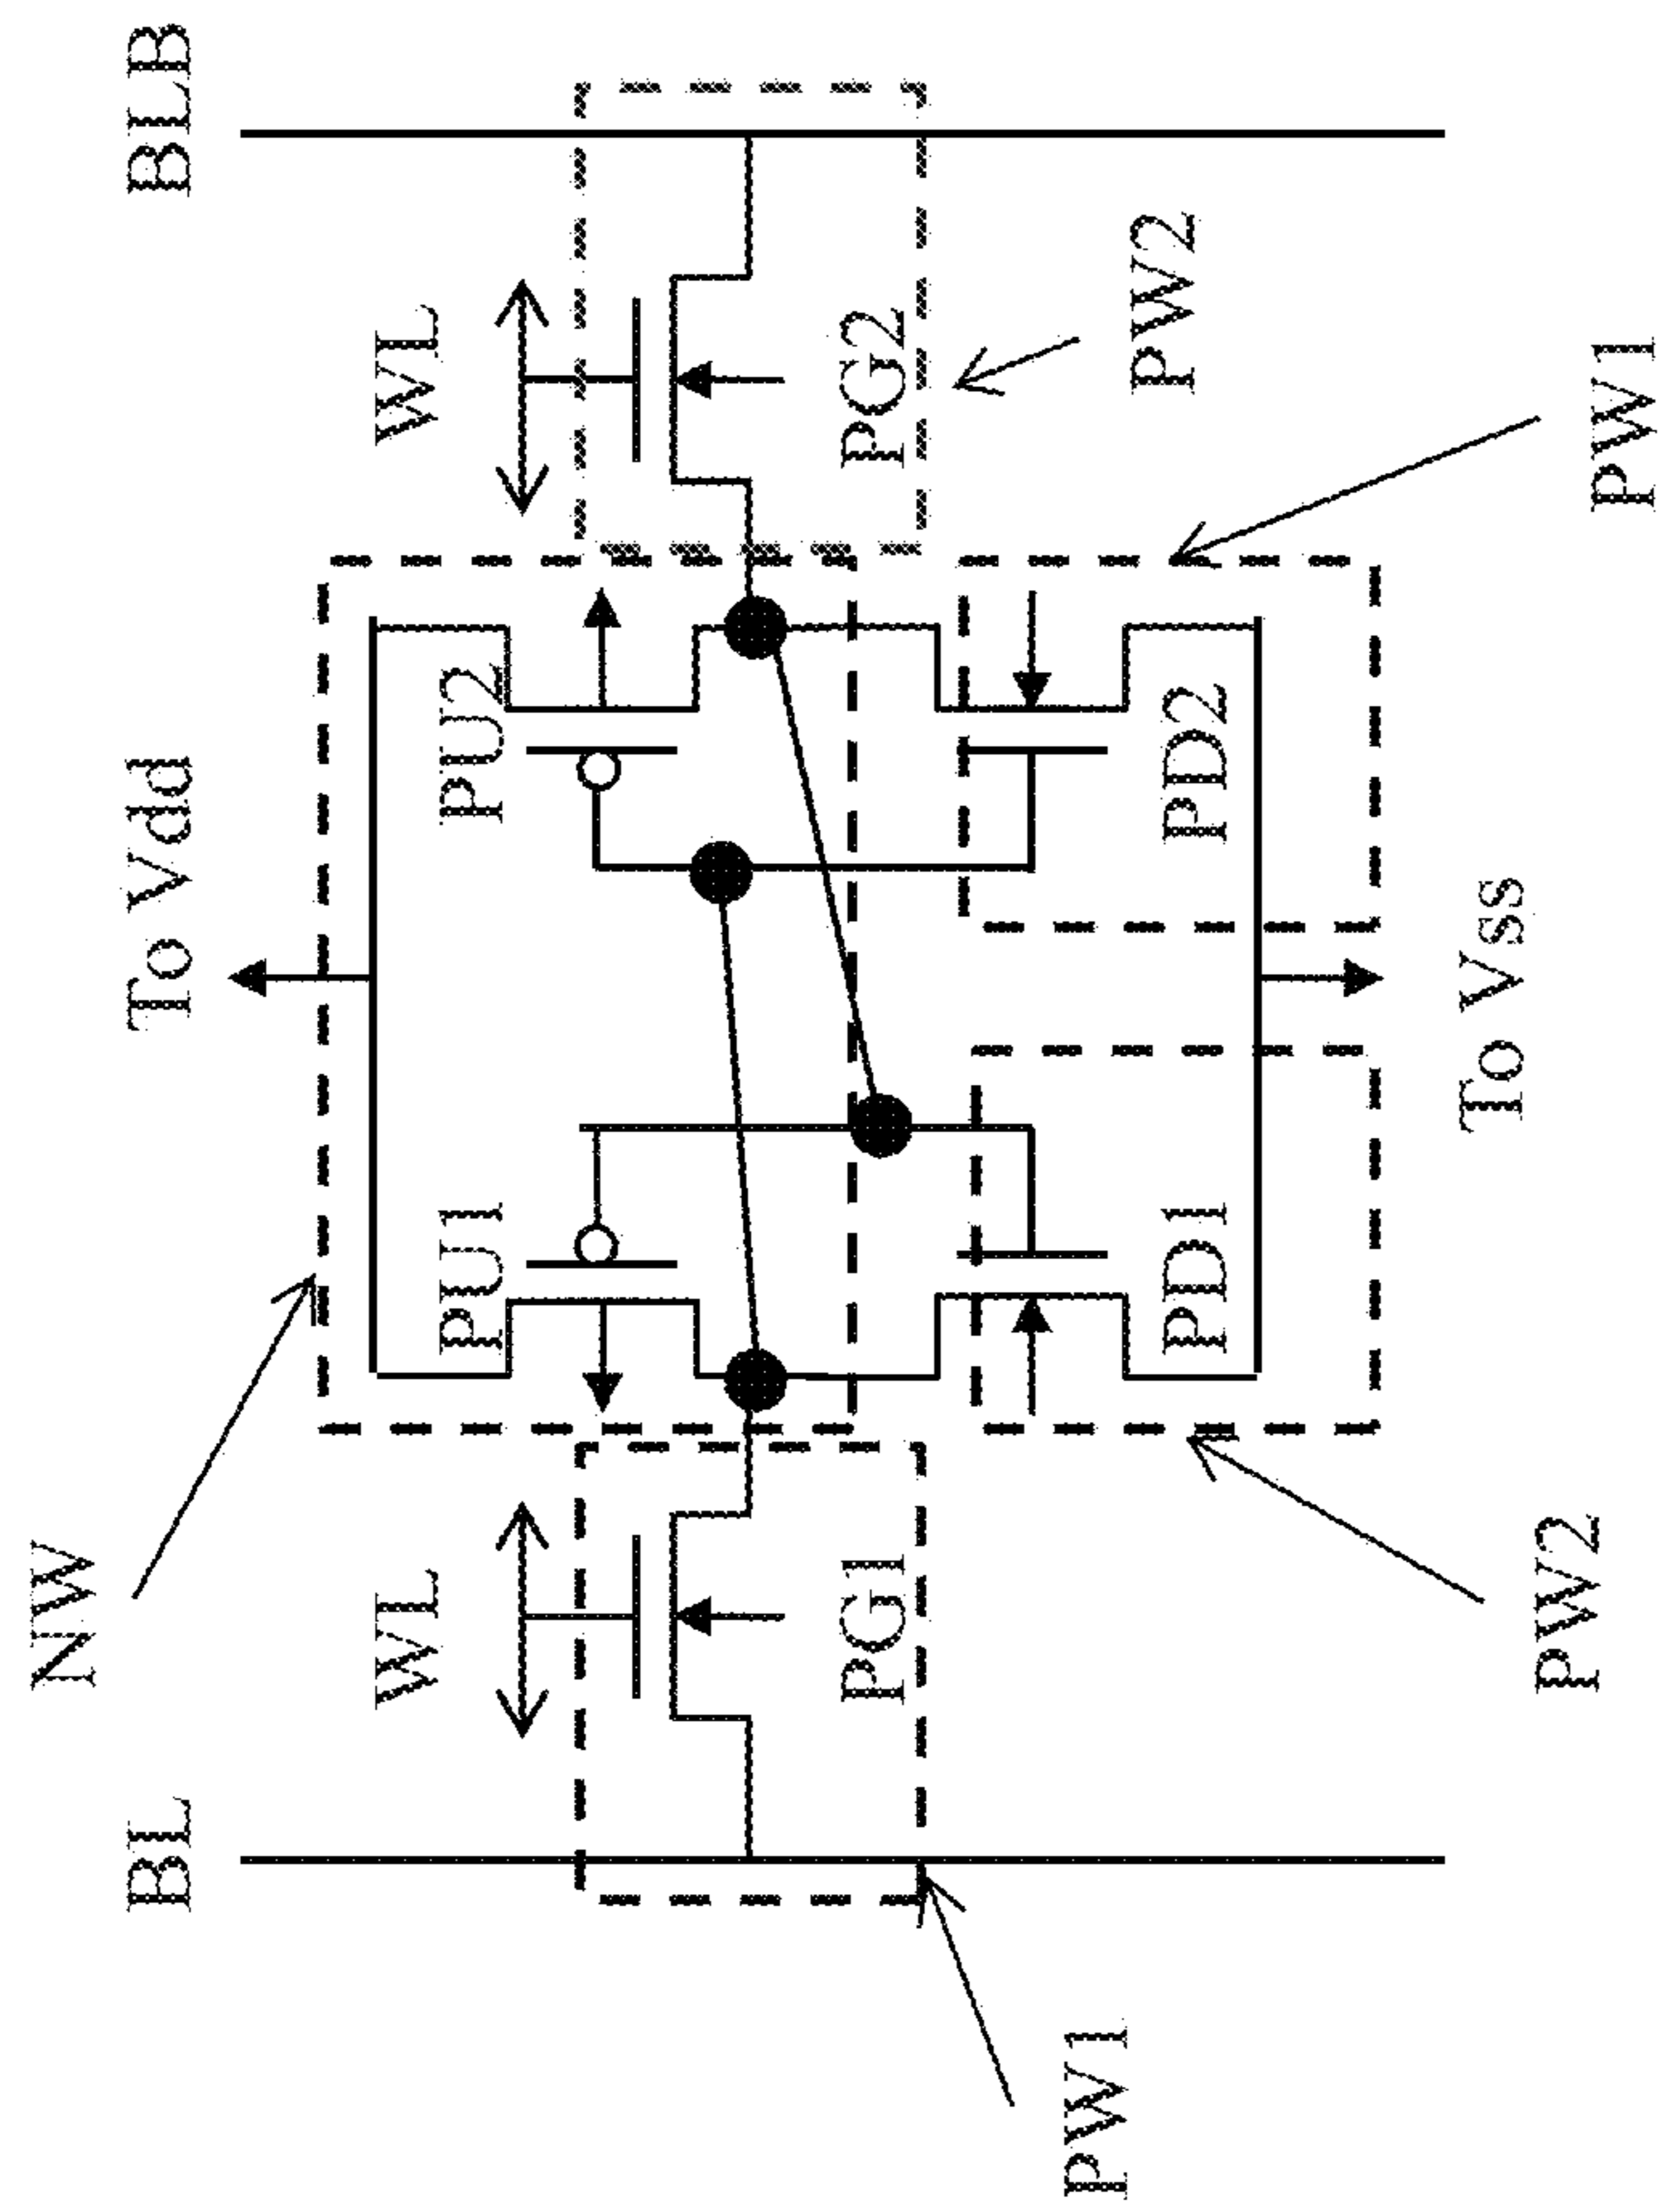 NW
BL
To Vdd
BLB
WL
WL
PU1
PU2
PG1
PG2
PW1
PW2
PD1
PD2
To Vss
PW2
PW1